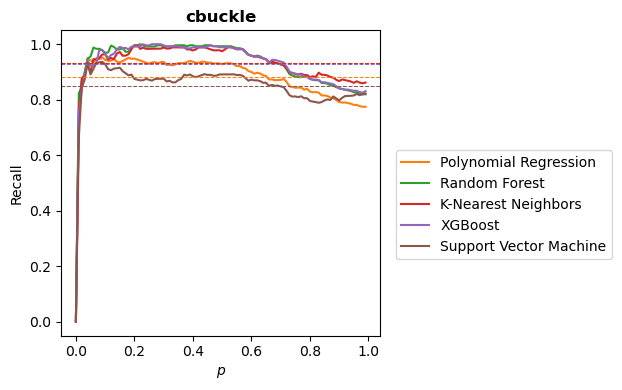 cbuckle
Recall
1.0
0.8
0.6
0.4
0.2
0.0
0.0 0.2 0.4 0.6 0.8 1.0
p
Polynomial Regression
Random Forest
K-Nearest Neighbors
XGBoost
Support Vector Machine